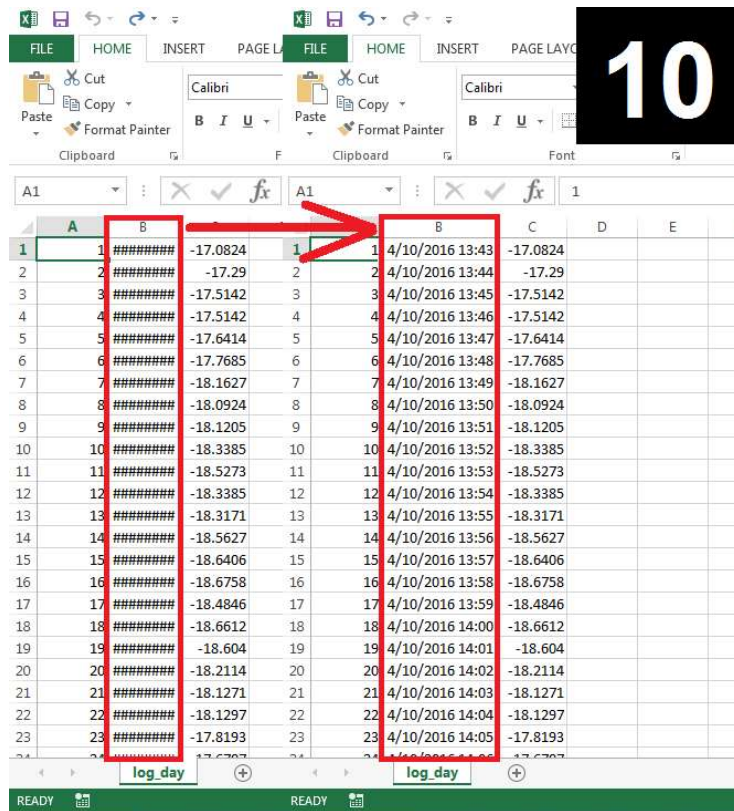 FILE HOME INSERT PAGE L FILE HOME INSERT PAGE LAYO 10
Cut Calibri Cut Calibri
Copy Copy
Paste Format Painter B I U Paste Format Painter B I U
Clipboard F Clipboard Font
A1 fx A1 fx 1
A B A B C D E
1 1 ######## -17.0824 1 1 4/10/2016 13:43 -17.0824
2 2 ######## -17.29 2 2 4/10/2016 13:44 -17.29
3 3 ######## -17.5142 3 3 4/10/2016 13:45 -17.5142
4 4 ######## -17.5142 4 4 4/10/2016 13:46 -17.5142
5 5 ######## -17.6414 5 5 4/10/2016 13:47 -17.6414
6 6 ######## -17.7685 6 6 4/10/2016 13:48 -17.7685
7 7 ######## -18.1627 7 7 4/10/2016 13:49 -18.1627
8 8 ######## -18.0924 8 8 4/10/2016 13:50 -18.0924
9 9 ######## -18.1205 9 9 4/10/2016 13:51 -18.1205
10 10 ######## -18.3385 10 10 4/10/2016 13:52 -18.3385
11 11 ######## -18.5273 11 11 4/10/2016 13:53 -18.5273
12 12 ######## -18.3385 12 12 4/10/2016 13:54 -18.3385
13 13 ######## -18.3171 13 13 4/10/2016 13:55 -18.3171
14 14 ######## -18.5627 14 14 4/10/2016 13:56 -18.5627
15 15 ######## -18.6406 15 15 4/10/2016 13:57 -18.6406
16 16 ######## -18.6758 16 16 4/10/2016 13:58 -18.6758
17 17 ######## -18.4846 17 17 4/10/2016 13:59 -18.4846
18 18 ######## -18.6612 18 18 4/10/2016 14:00 -18.6612
19 19 ######## -18.604 19 19 4/10/2016 14:01 -18.604
20 20 ######## -18.2114 20 20 4/10/2016 14:02 -18.2114
21 21 ######## -18.1271 21 21 4/10/2016 14:03 -18.1271
22 22 ######## -18.1297 22 22 4/10/2016 14:04 -18.1297
23 23 ######## -17.8193 23 23 4/10/2016 14:05 -17.8193
log_day log_day
READY READY